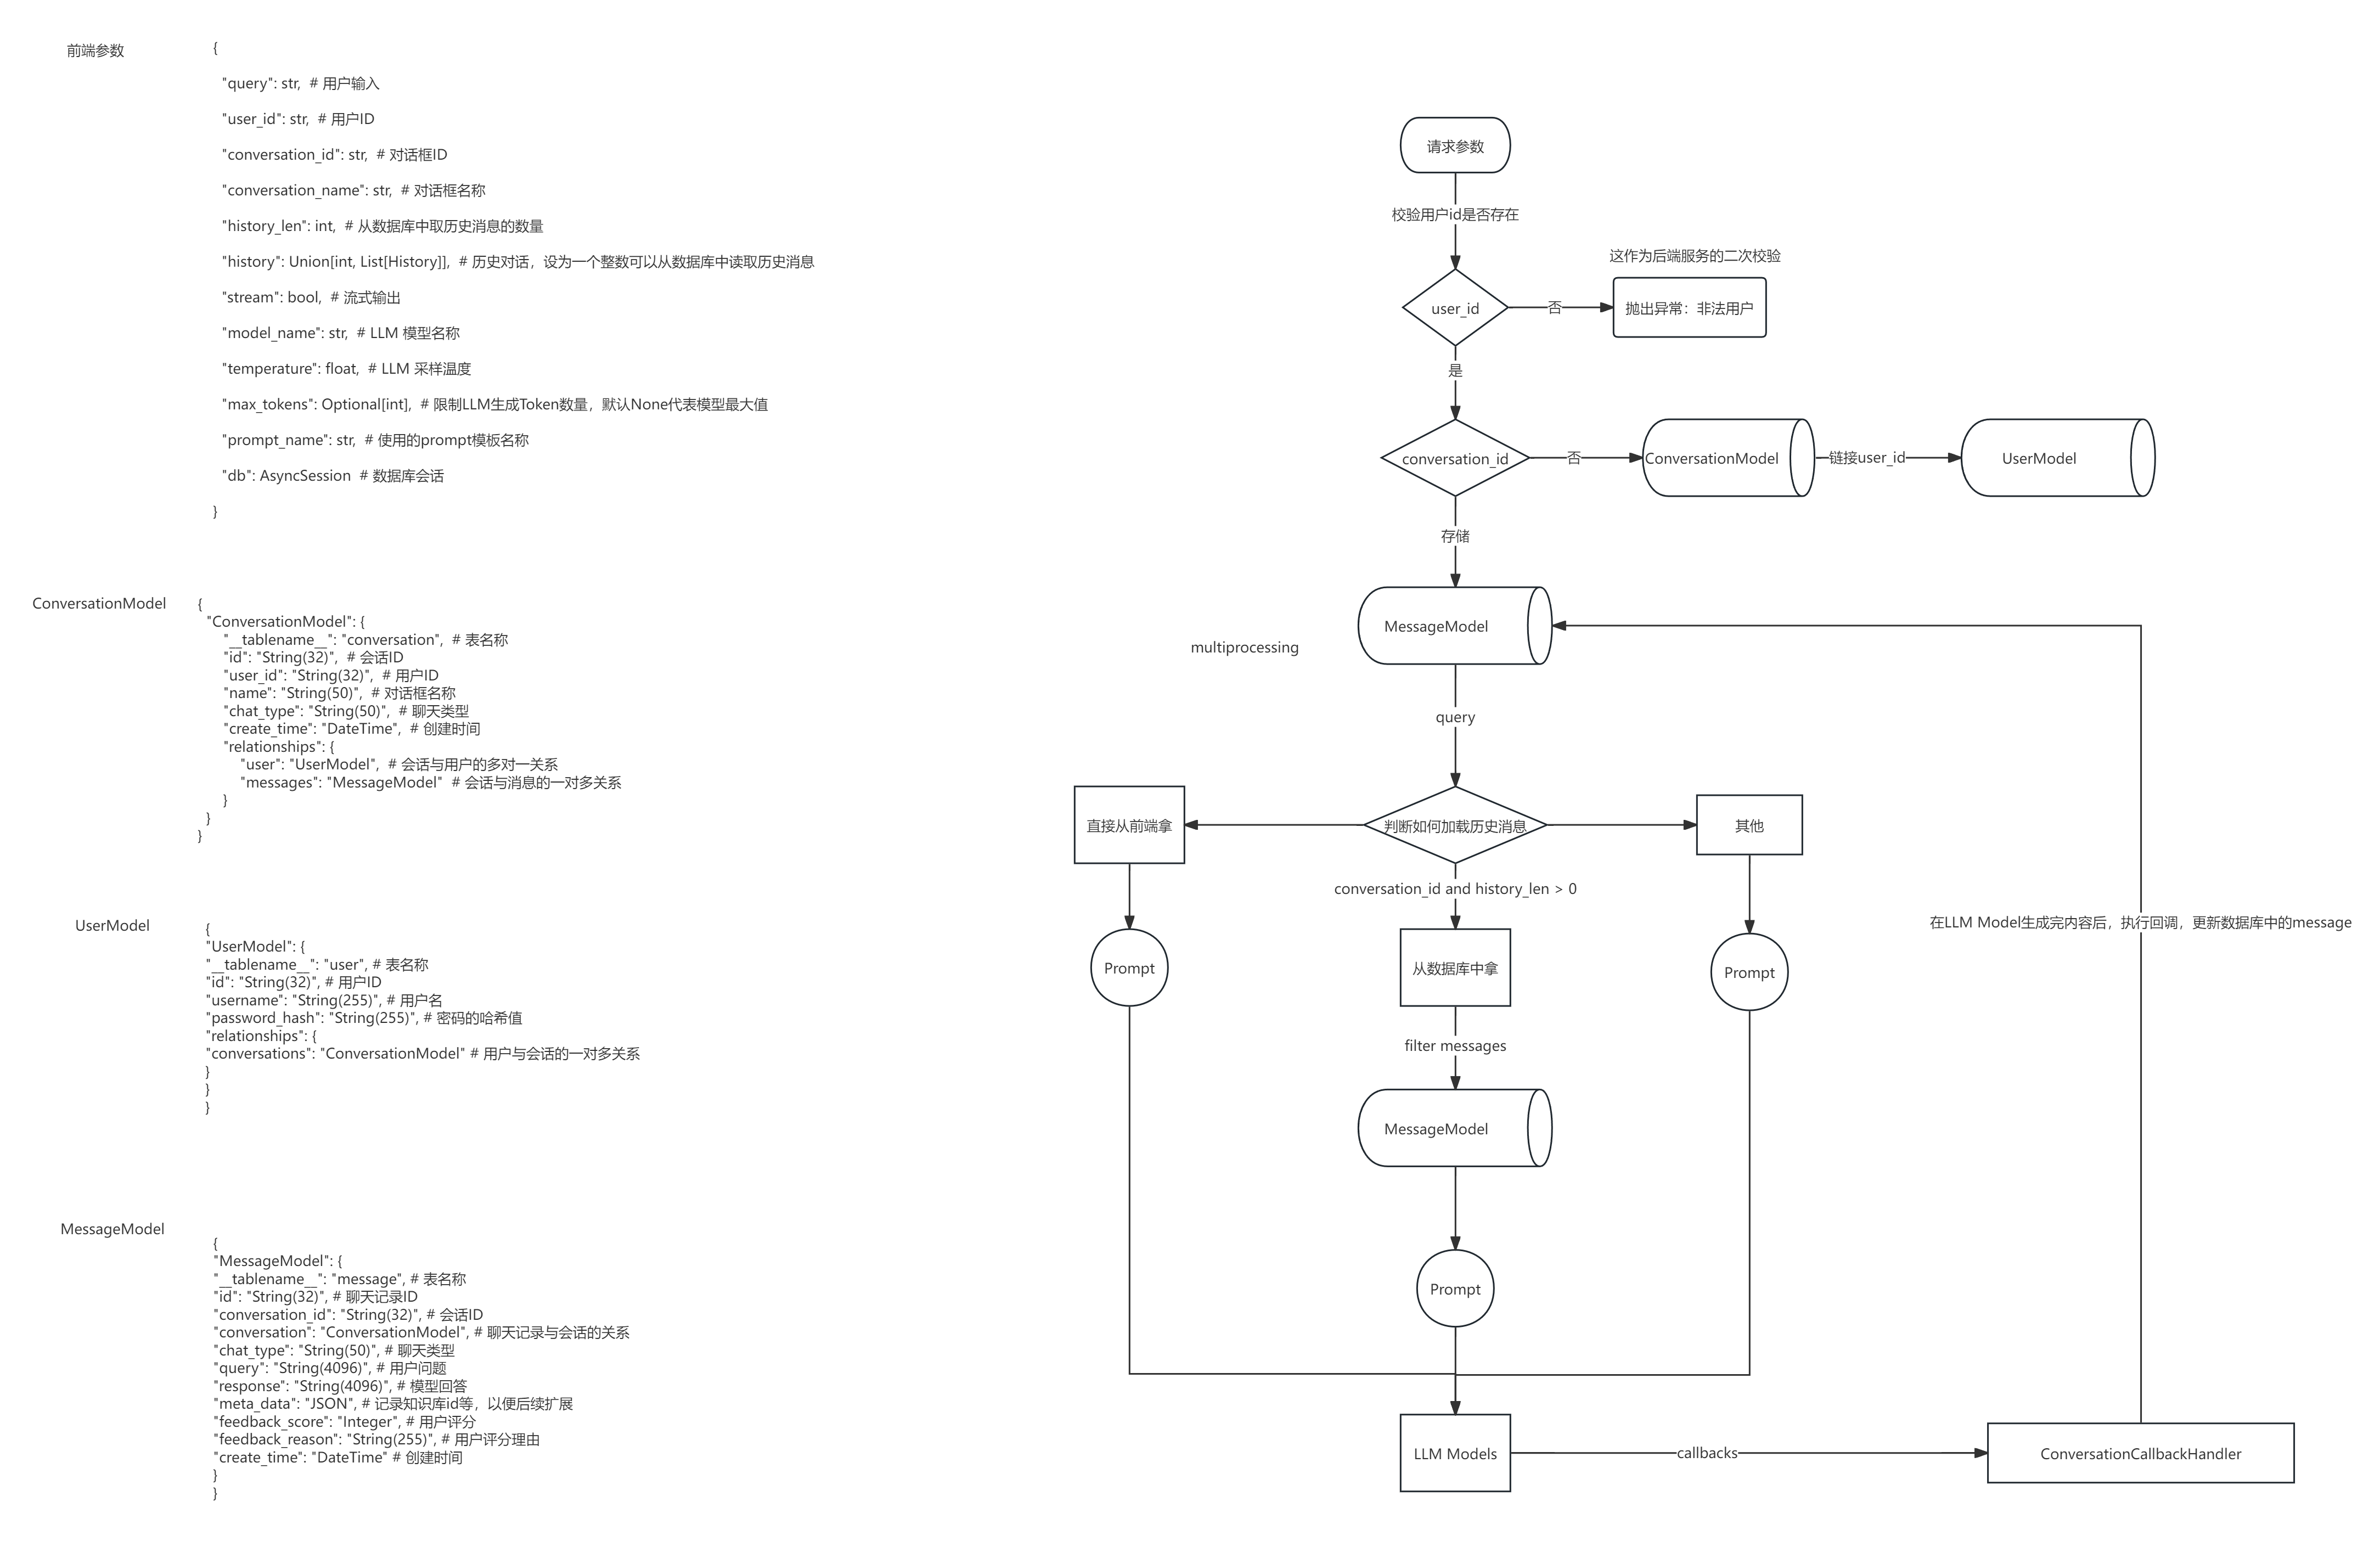 前端参数
{
"query": str,  # 用户输入
"user_id": str,  # 用户ID
"conversation_id": str,  # 对话框ID
"conversation_name": str,  # 对话框名称
"history_len": int,  # 从数据库中取历史消息的数量
"history": Union[int, List[History]],  # 历史对话，设为一个整数可以从数据库中读取历史消息
"stream": bool,  # 流式输出
"model_name": str,  # LLM 模型名称
"temperature": float,  # LLM 采样温度
"max_tokens": Optional[int],  # 限制LLM生成Token数量，默认None代表模型最大值
"prompt_name": str,  # 使用的prompt模板名称
"db": AsyncSession  # 数据库会话
}
ConversationModel
{
"ConversationModel": {
"__tablename__": "conversation",  # 表名称
"id": "String(32)",  # 会话ID
"user_id": "String(32)",  # 用户ID
"name": "String(50)",  # 对话框名称
"chat_type": "String(50)",  # 聊天类型
"create_time": "DateTime",  # 创建时间
"relationships": {
"user": "UserModel",  # 会话与用户的多对一关系
"messages": "MessageModel"  # 会话与消息的一对多关系
}
}
}
UserModel
{
"UserModel": {
"__tablename__": "user", # 表名称
"id": "String(32)", # 用户ID
"username": "String(255)", # 用户名
"password_hash": "String(255)", # 密码的哈希值
"relationships": {
"conversations": "ConversationModel" # 用户与会话的一对多关系
}
}
}
MessageModel
{
"MessageModel": {
"__tablename__": "message", # 表名称
"id": "String(32)", # 聊天记录ID
"conversation_id": "String(32)", # 会话ID
"conversation": "ConversationModel", # 聊天记录与会话的关系
"chat_type": "String(50)", # 聊天类型
"query": "String(4096)", # 用户问题
"response": "String(4096)", # 模型回答
"meta_data": "JSON", # 记录知识库id等，以便后续扩展
"feedback_score": "Integer", # 用户评分
"feedback_reason": "String(255)", # 用户评分理由
"create_time": "DateTime" # 创建时间
}
}
请求参数
校验用户id是否存在
这作为后端服务的二次校验
user_id
否
抛出异常：非法用户
是
conversation_id
否
ConversationModel
链接user_id
UserModel
存储
MessageModel
multiprocessing
query
直接从前端拿
判断如何加载历史消息
其他
conversation_id and history_len > 0
在LLM Model生成完内容后，执行回调，更新数据库中的message
Prompt
从数据库中拿
Prompt
filter messages
MessageModel
Prompt
LLM Models
callbacks
ConversationCallbackHandler